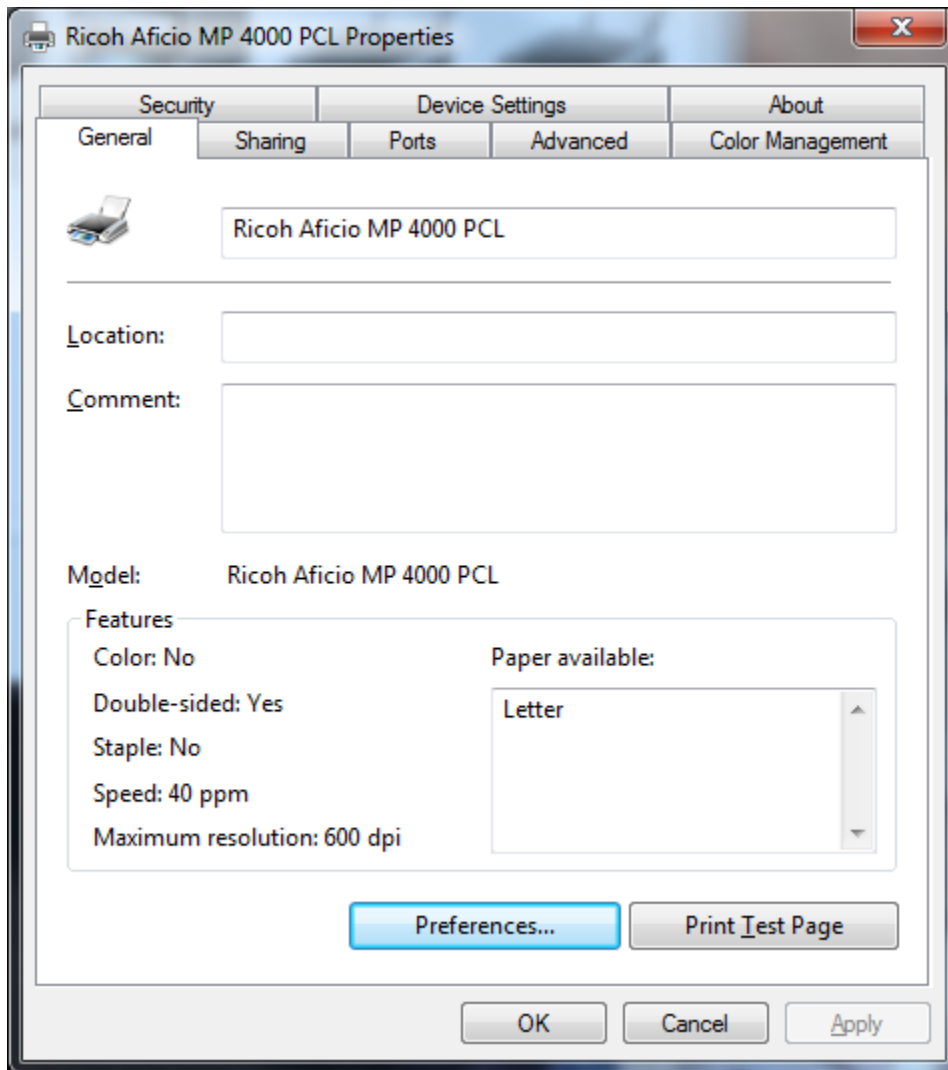 Ricoh Aficio MP 4000 PCL Properties
Security Device Settings About
General Sharing Ports Advanced Color Management
Ricoh Aficio MP 4000 PCL
Location:
Comment:
Model: Ricoh Aficio MP 4000 PCL
Features
Color: No Paper available:
Double-sided: Yes Letter
Staple: No
Speed: 40 ppm
Maximum resolution: 600 dpi
Preferences... Print Test Page
OK Cancel Apply